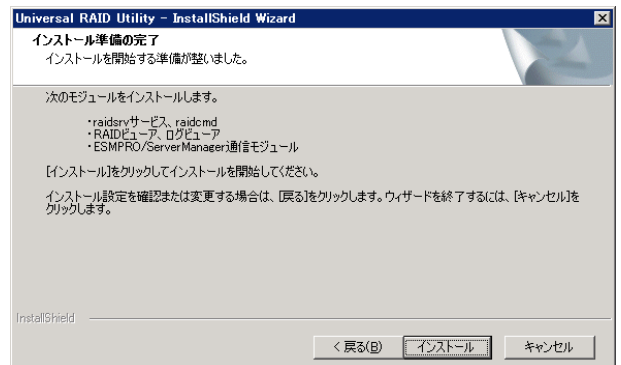 Universal RAID Utility - InstallShield Wizard
インストール準備の完了
インストールを開始する準備が整いました。
次のモジュールをインストールします。
・raidsrvサービス、raidcmd
・RAIDビューア、ログビューア
・ESMPRO/ServerManager通信モジュール
[インストール]をクリックしてインストールを開始してください。
インストール設定を確認または変更する場合は、[戻る]をクリックします。ウィザードを終了するには、[キャンセル]を
クリックします。
InstallShield
< 戻る(B) インストール キャンセル